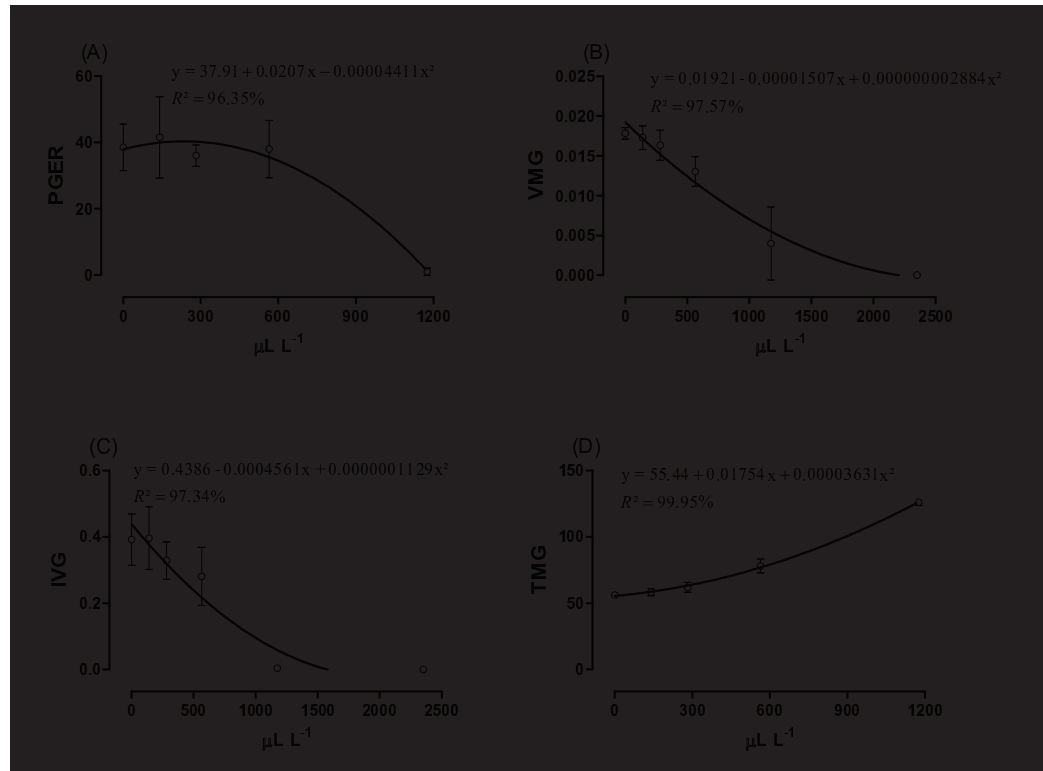 (A)
y = 37.91 + 0.0207x − 0.00004411x²
R² = 96.35%
60
40
20
0
PGER
0 300 600 900 1200
µL L⁻¹
(B)
y = 0.01921 - 0.00001507x + 0.000000002884x²
R² = 97.57%
0.025
0.020
0.015
0.010
0.005
0.000
VMG
0 500 1000 1500 2000 2500
µL L⁻¹
(C)
y = 0.4386 - 0.0004561x + 0.0000001129x²
R² = 97.34%
0.6
0.4
0.2
0.0
IVG
0 500 1000 1500 2000 2500
µL L⁻¹
(D)
y = 55.44 + 0.01754x + 0.00003631x²
R² = 99.95%
150
100
50
0
TMG
0 300 600 900 1200
µL L⁻¹